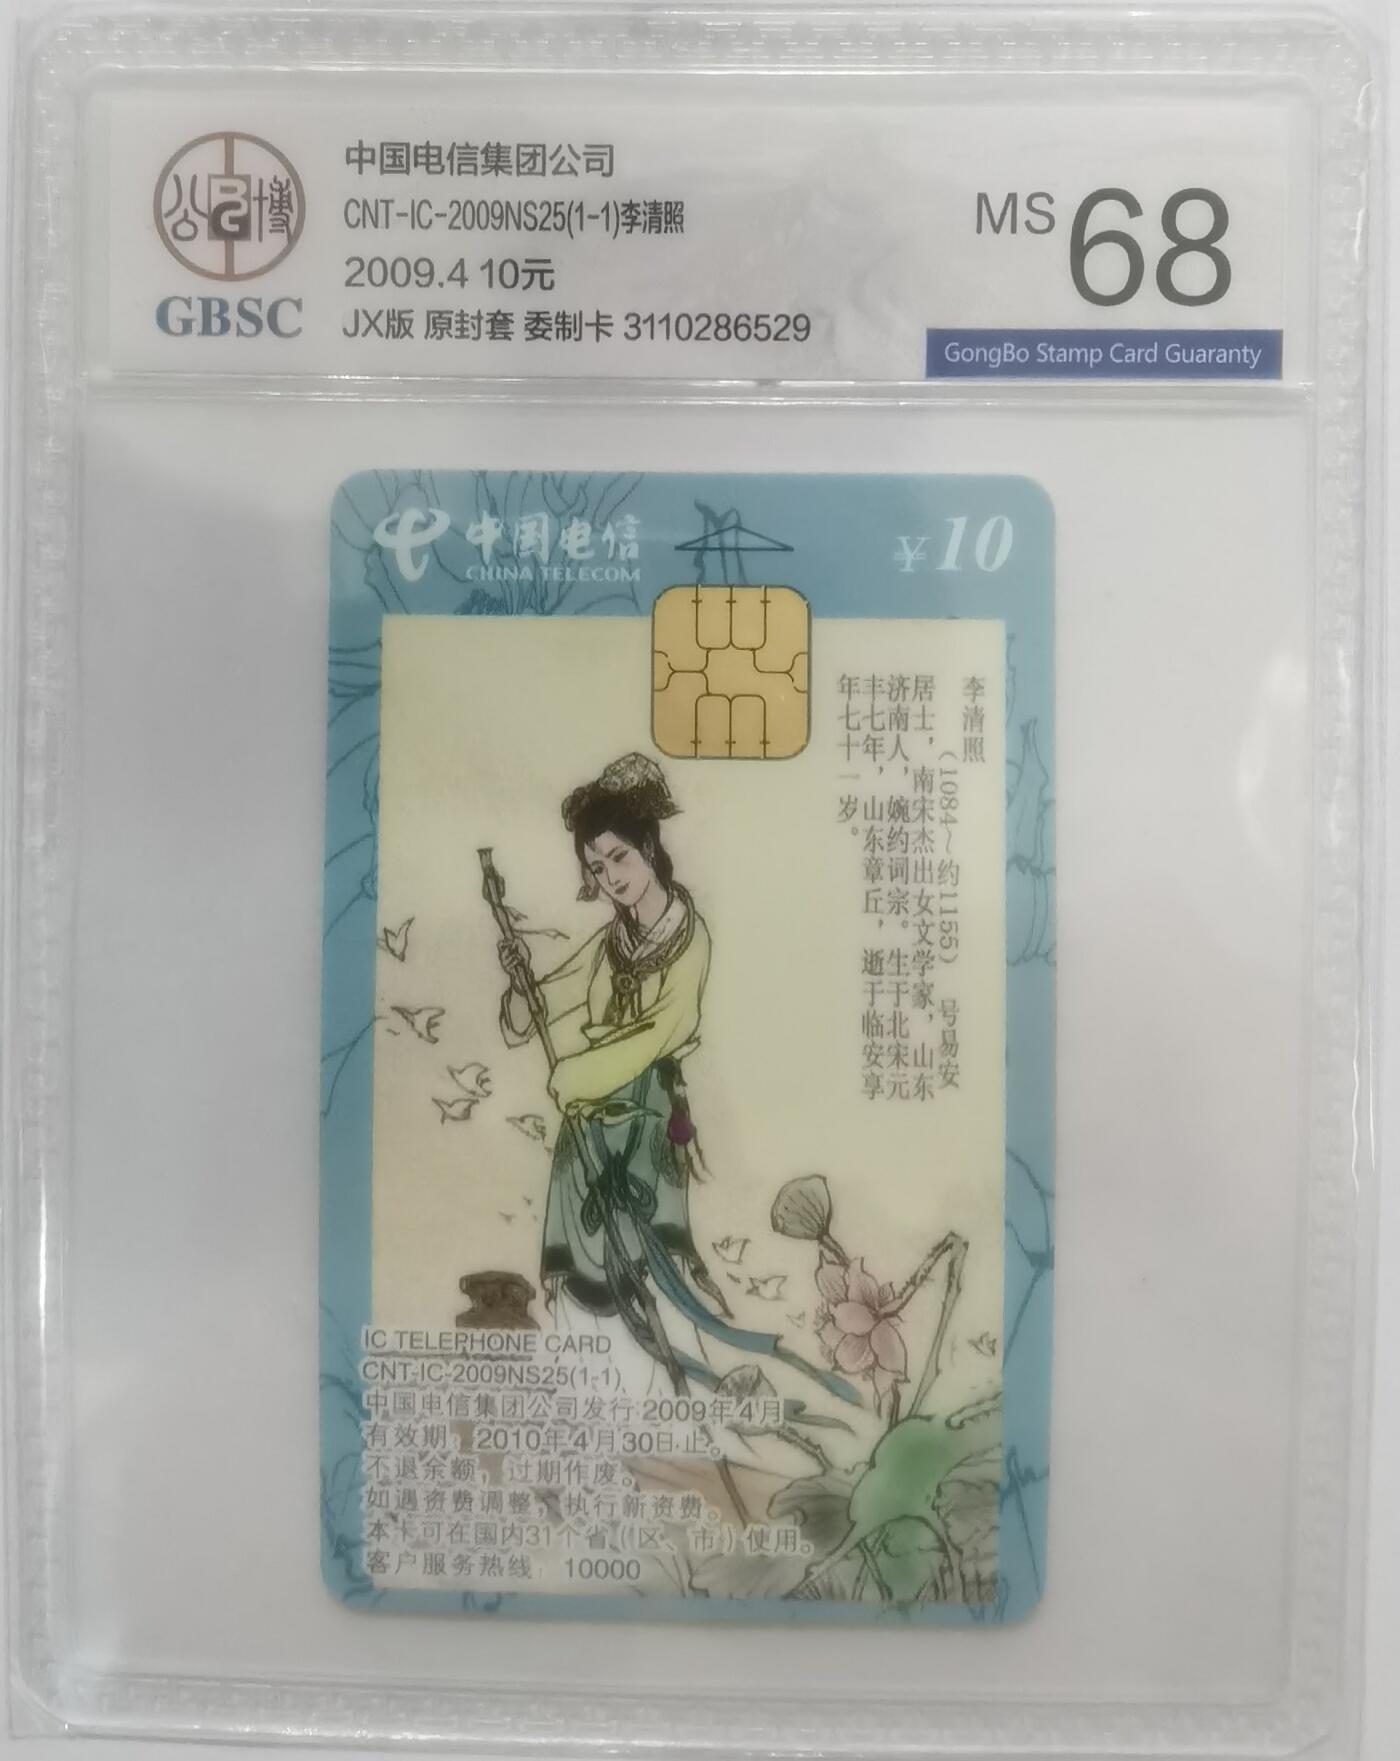 公博
GBSC
中国电信集团公司
CNT-IC-2009NS25(1-1)李清照
2009.4 10元
JX版 原封套 委制卡 3110286529
MS 68
GongBo Stamp Card Guaranty
中国电信
CHINA TELECOM
¥10
李清照
（1084～约1155） 号易安
居士，南宋杰出女文学家，山东
济南人，婉约词宗。生于北宋元
丰七年，山东章丘，逝于临安享
年七十一岁。
IC TELEPHONE CARD
CNT-IC-2009NS25(1-1)
中国电信集团公司发行 2009年4月
有效期：2010年4月30日止。
不退余额，过期作废。
如遇资费调整，执行新资费。
本卡可在国内31个省（区、市）使用。
客户服务热线：10000